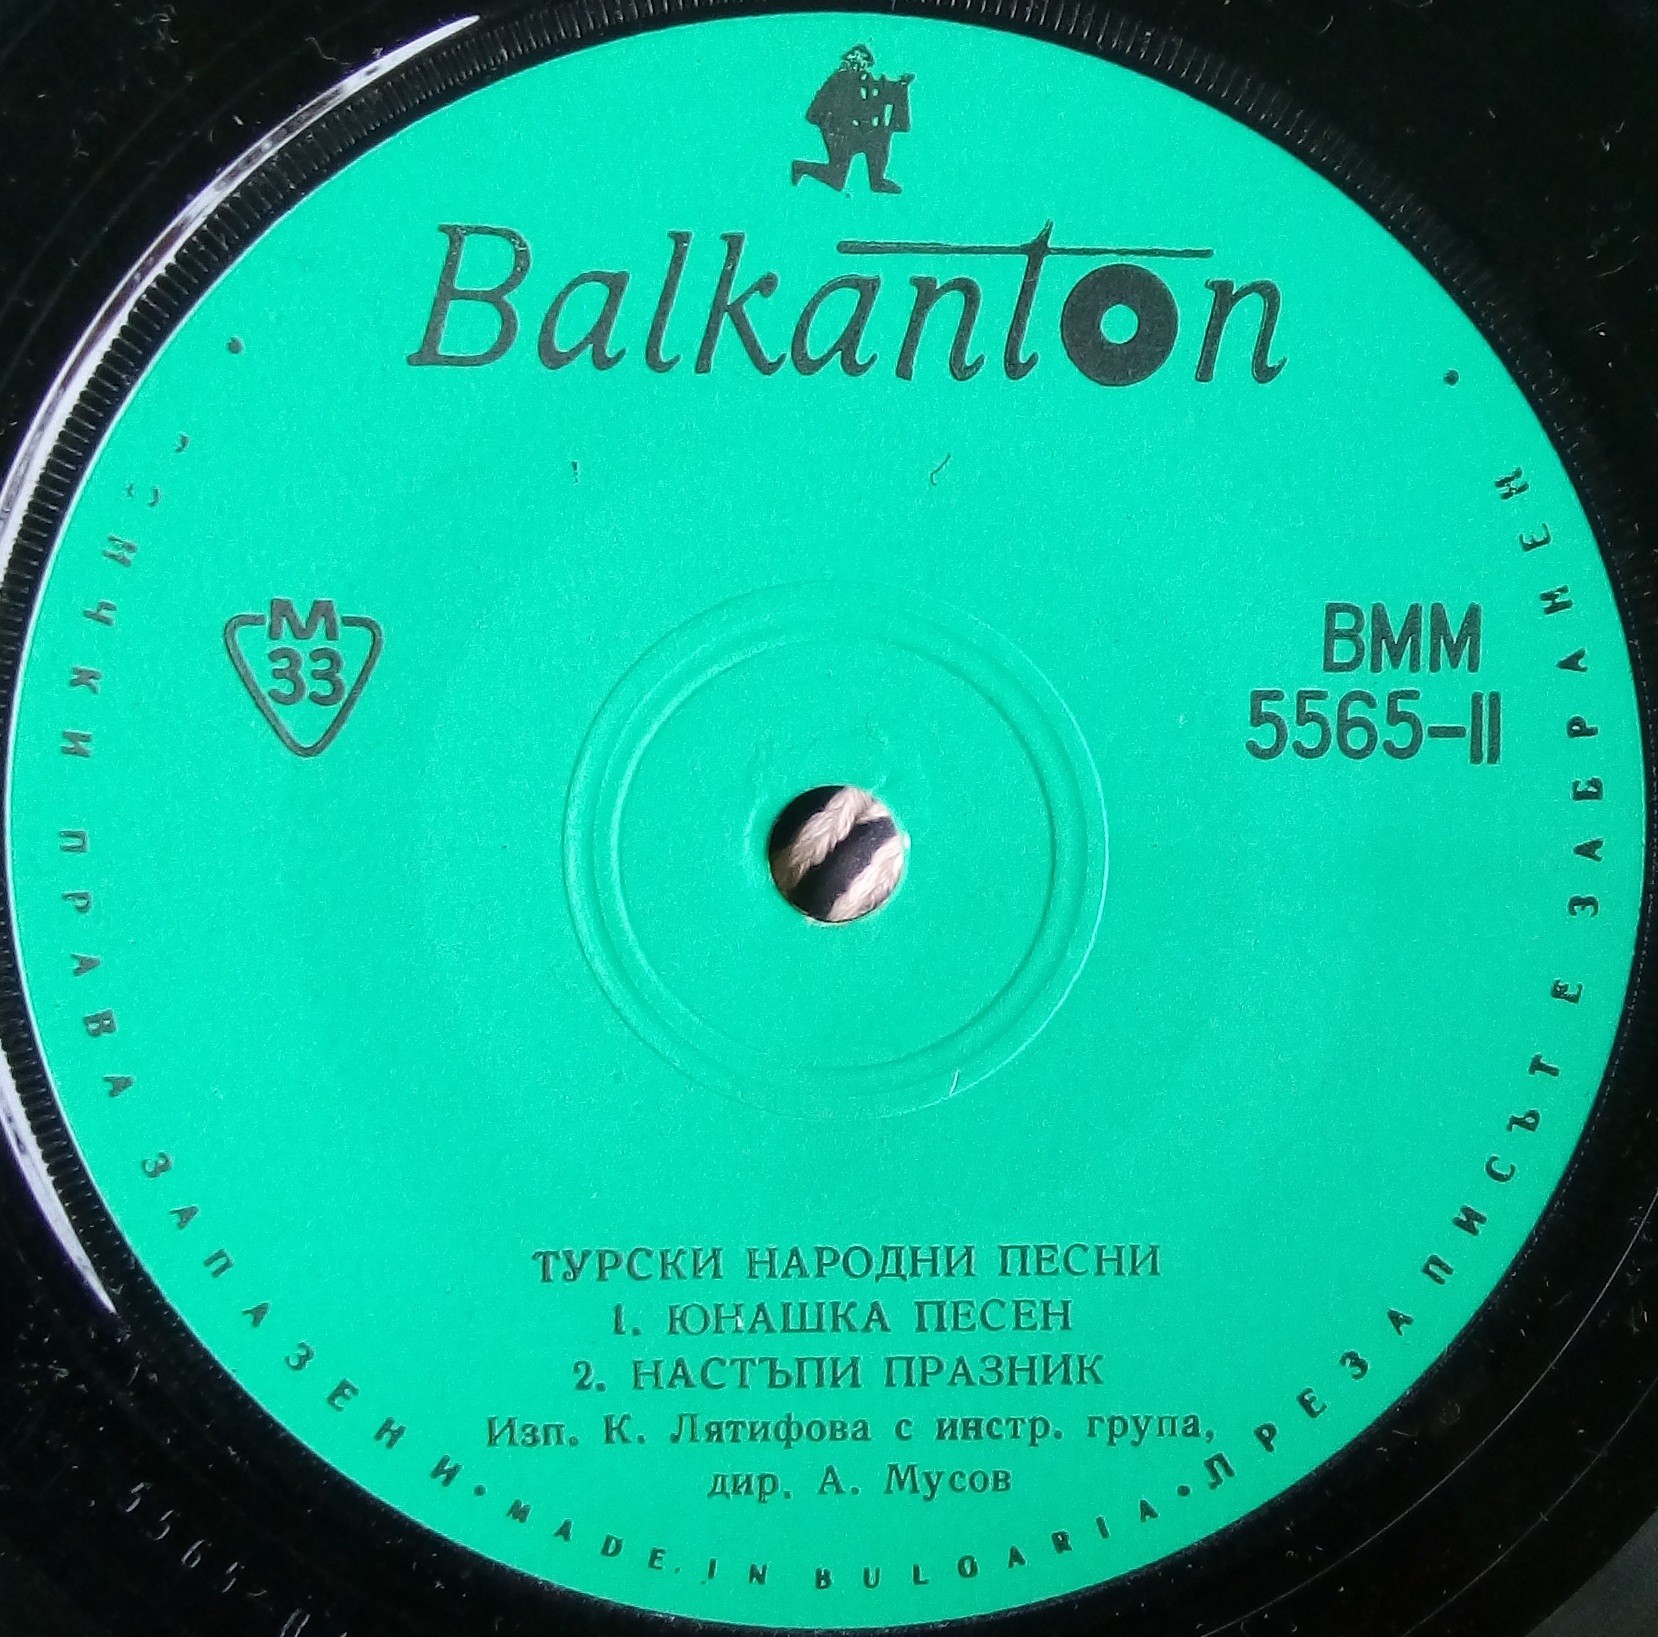 Balkanton
М
33
ВММ
5565-II
ТУРСКИ НАРОДНИ ПЕСНИ
1. ЮНАШКА ПЕСЕН
2. НАСТЪПИ ПРАЗНИК
Изп. К. Лятифова с инстр. група,
дир. А. Мусов
ПРАВА ЗАПАЗЕНИ • MADE IN BULGARIA • ПРЕЗАПИСЪТ Е ЗАБРАНЕН
5565